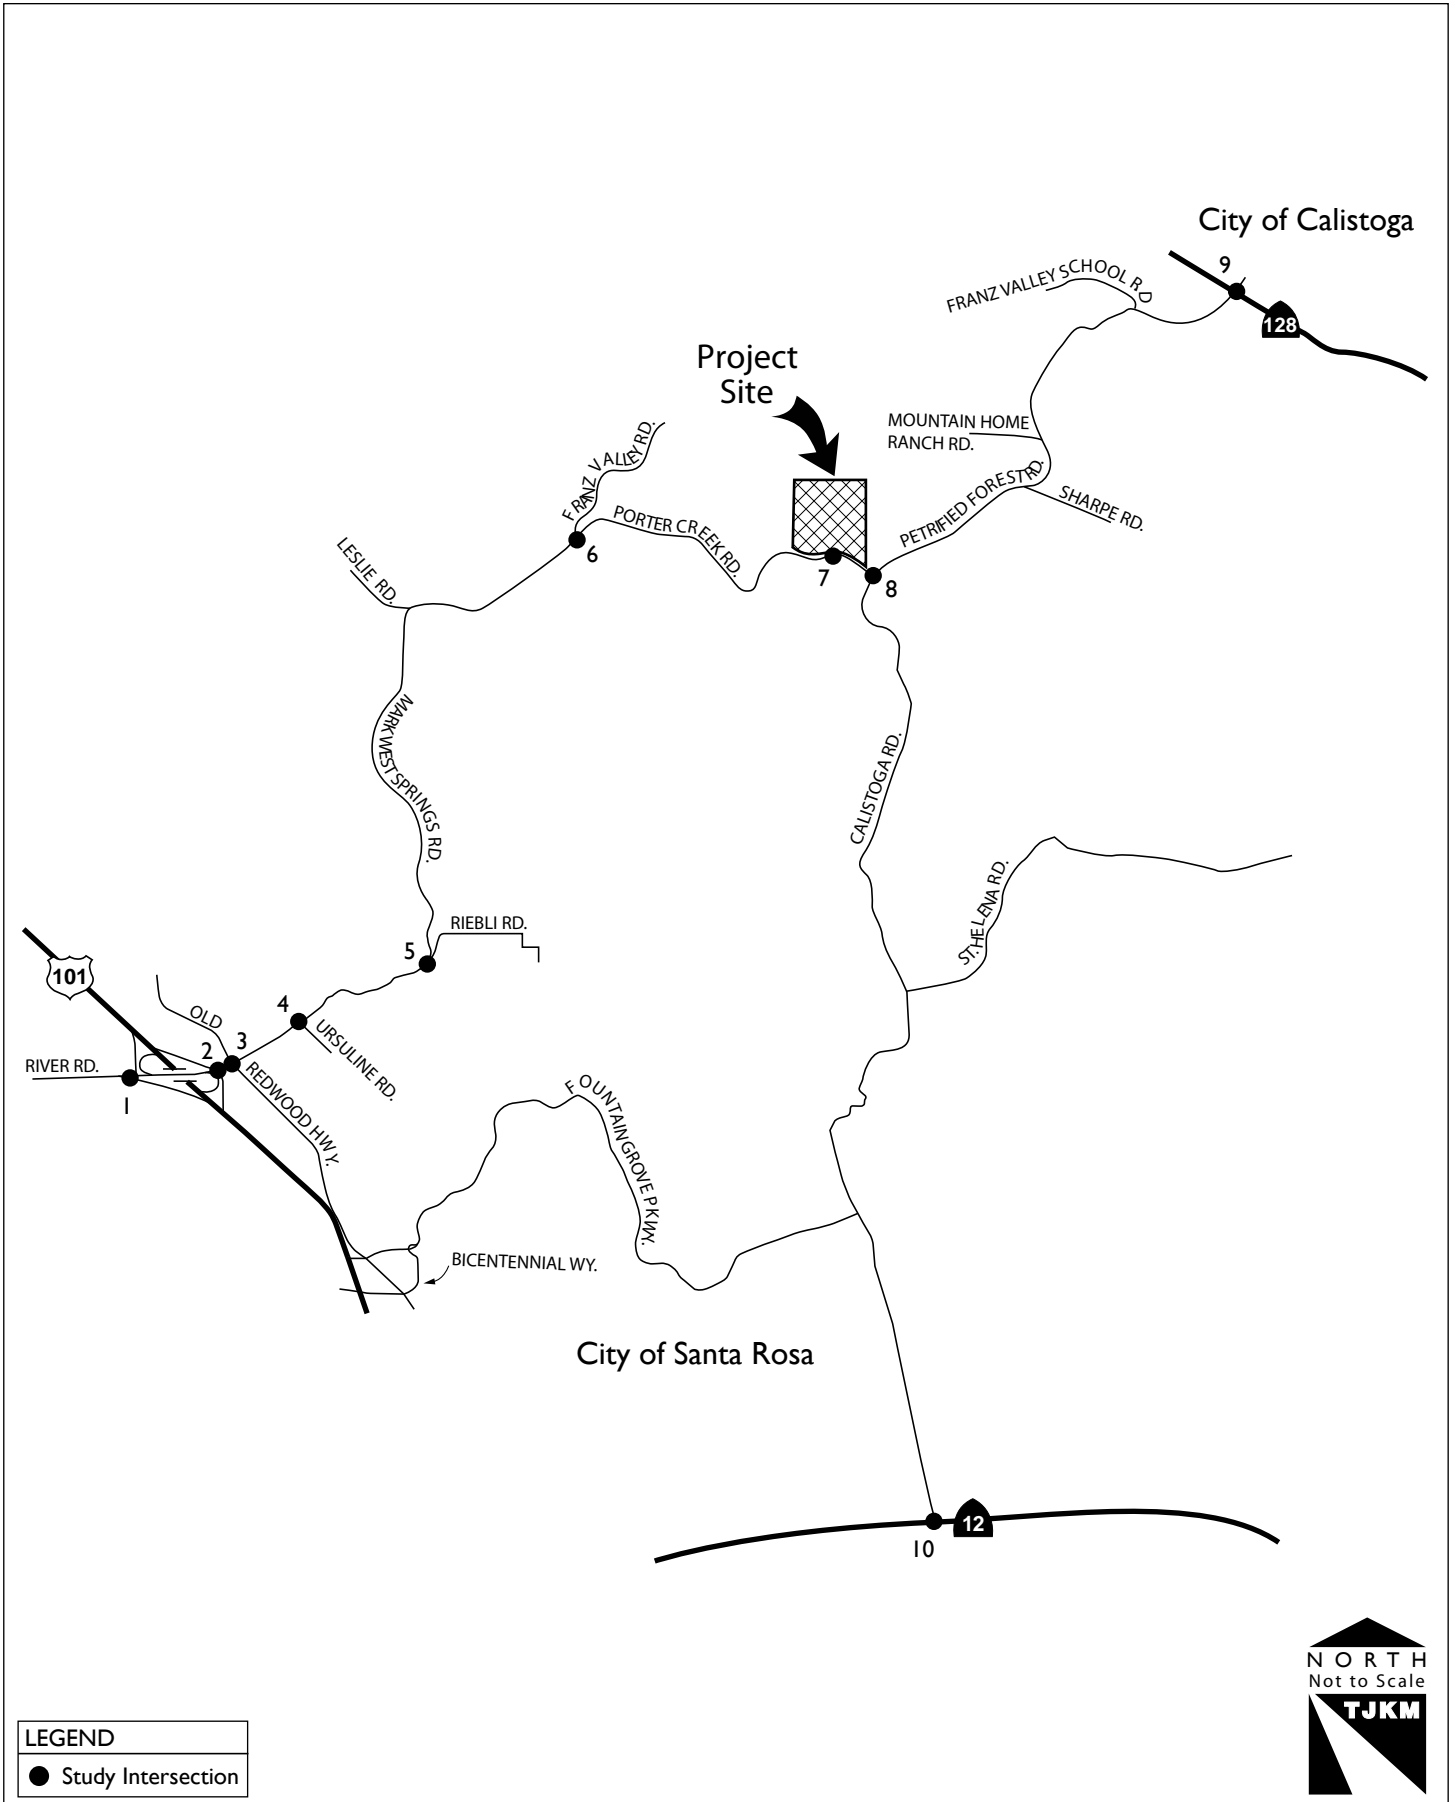 City of Calistoga
9
FRANZ VALLEY SCHOOL RD
128
Project
Site
MOUNTAIN HOME
RANCH RD.
FRANZ VALLEY RD.
PETRIFIED FOREST RD.
SHARPE RD.
PORTER CREEK RD.
LESLIE RD.
6
7
8
MARK WEST SPRINGS RD.
CALISTOGA RD.
ST. HELENA RD.
RIEBLI RD.
5
101
4
OLD
URSULINE RD.
3
2
RIVER RD.
REDWOOD HWY.
1
FOUNTAINGROVE PKWY.
BICENTENNIAL WY.
City of Santa Rosa
12
10
NORTH
Not to Scale
TJKM
LEGEND
Study Intersection